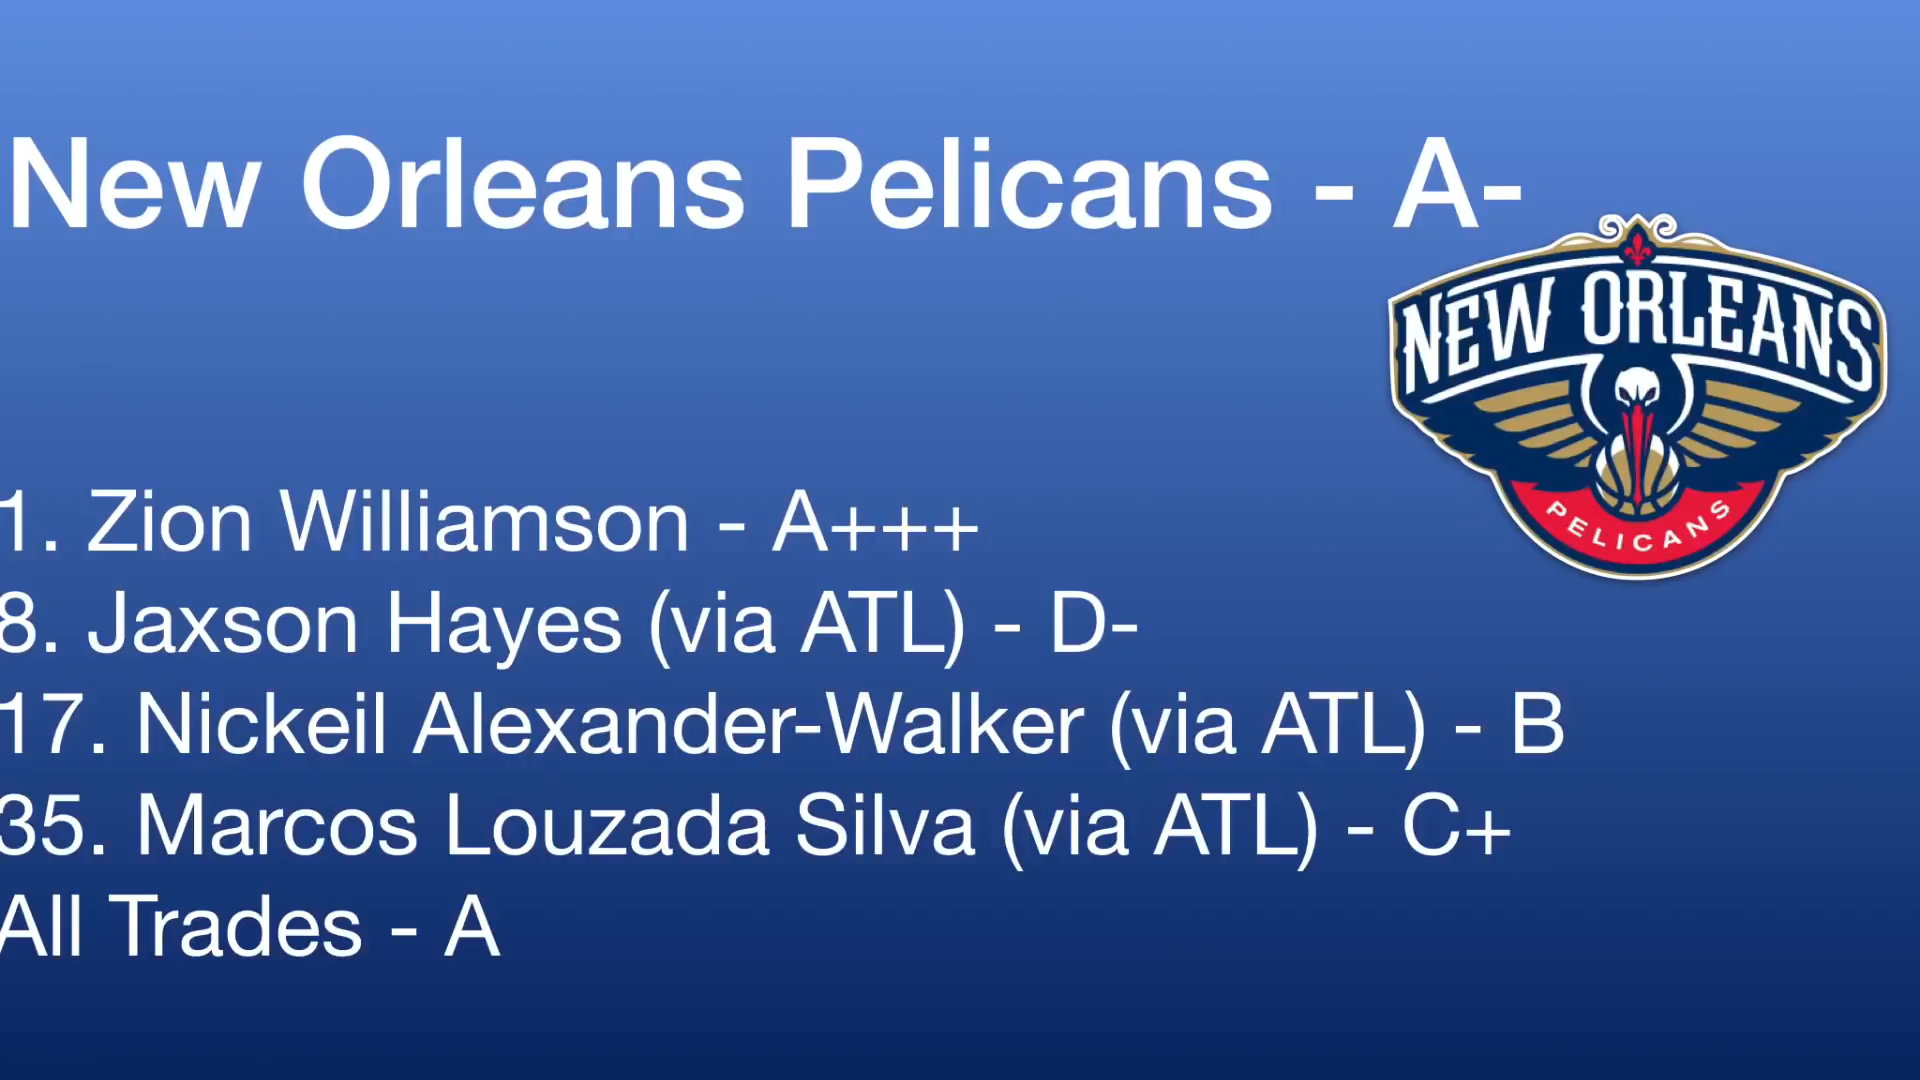 New Orleans Pelicans - A-
NEW ORLEANS
PELICANS
1. Zion Williamson - A+++
8. Jaxson Hayes (via ATL) - D-
17. Nickeil Alexander-Walker (via ATL) - B
35. Marcos Louzada Silva (via ATL) - C+
All Trades - A